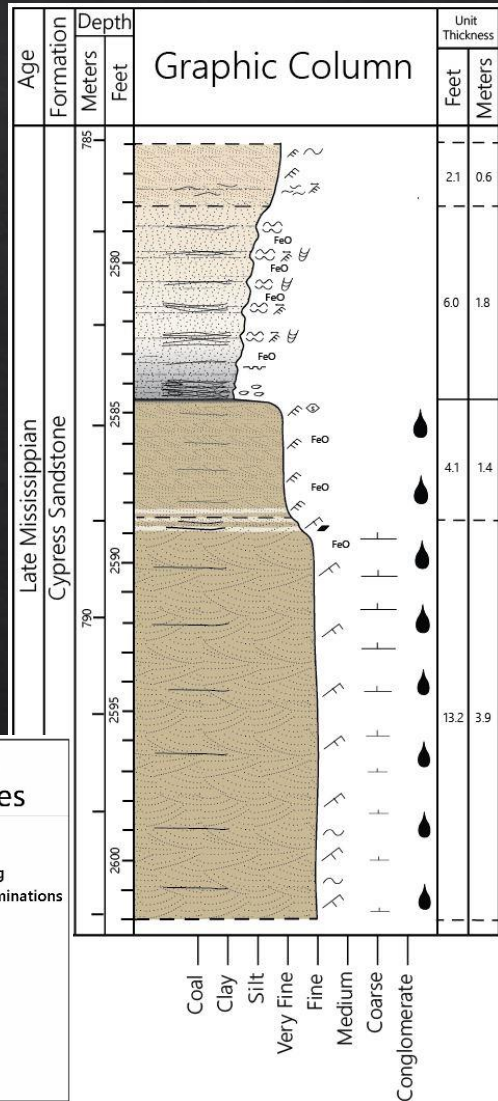 Age
Formation
Depth
Meters
Feet
Graphic Column
Unit
Thickness
Feet
Meters
Late Mississippian
Cypress Sandstone
785
2580
2585
2590
790
2595
2600
FeO
FeO
FeO
FeO
FeO
FeO
FeO
2.1 0.6
6.0 1.8
4.1 1.4
13.2 3.9
es
g
minations
Coal
Clay
Silt
Very Fine
Fine
Medium
Coarse
Conglomerate